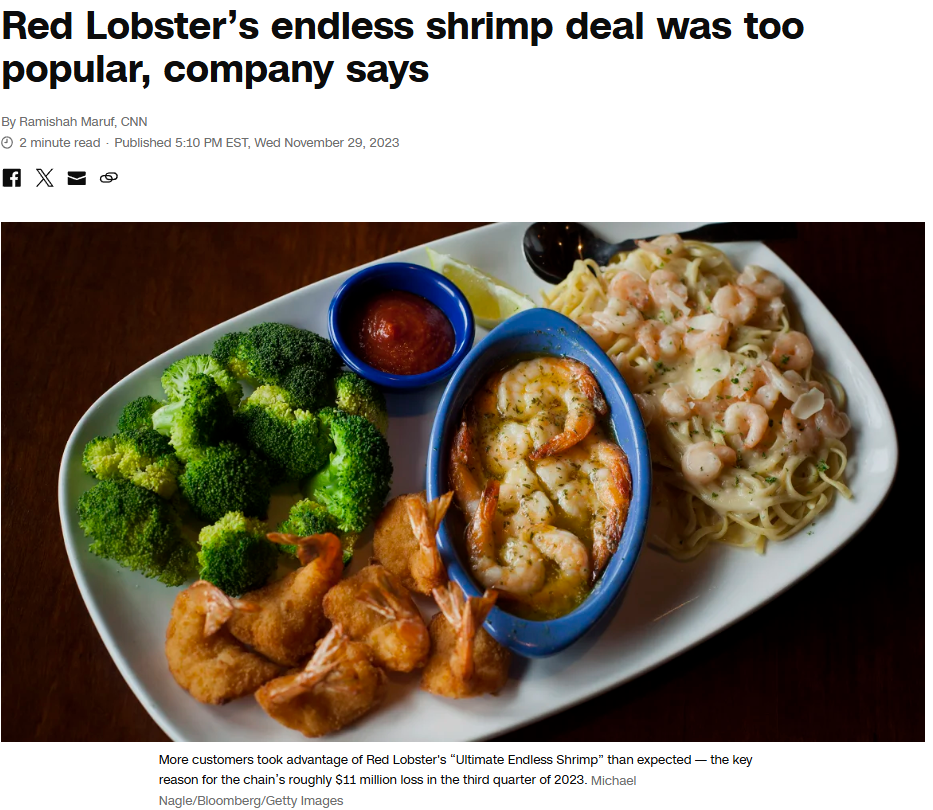 Red Lobster’s endless shrimp deal was too
popular, company says
By Ramishah Maruf, CNN
2 minute read · Published 5:10 PM EST, Wed November 29, 2023
More customers took advantage of Red Lobster's “Ultimate Endless Shrimp” than expected — the key
reason for the chain’s roughly $11 million loss in the third quarter of 2023. Michael
Nagle/Bloomberg/Getty Images